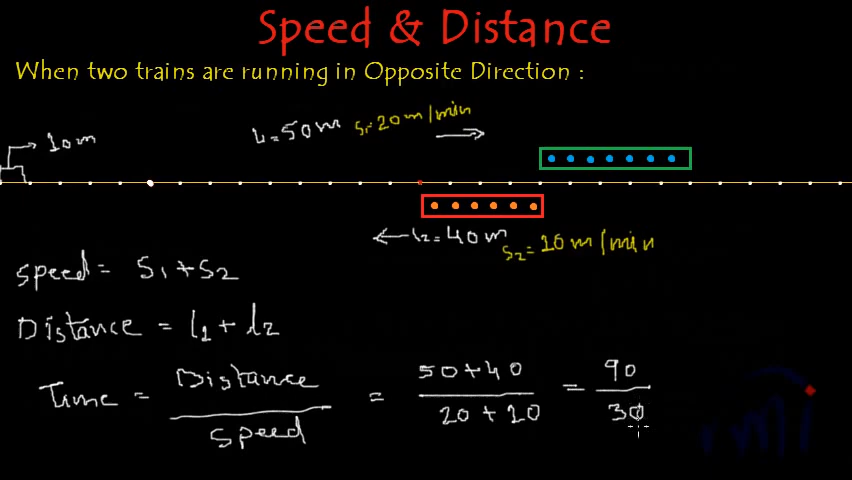 Speed & Distance
When two trains are running in Opposite Direction :
10m
L=50m S1=20m/min
l2=40m
S2=10m/min
Speed= S1+S2
Distance = l1+l2
Time = Distance / Speed = 50+40 / 20+10 = 90 / 30
rmi